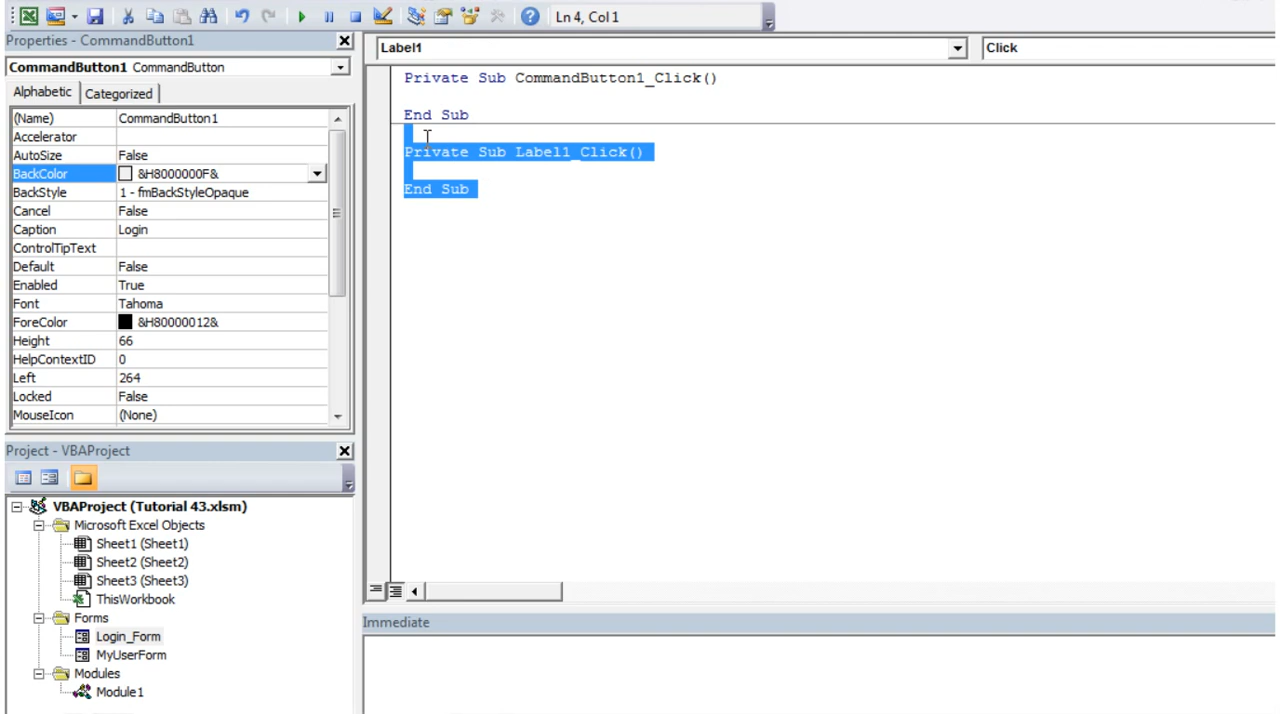 Ln 4, Col 1
Properties - CommandButton1
CommandButton1 CommandButton
Alphabetic Categorized
(Name) CommandButton1
Accelerator
AutoSize False
BackColor &H8000000F&
BackStyle 1 - fmBackStyleOpaque
Cancel False
Caption Login
ControlTipText
Default False
Enabled True
Font Tahoma
ForeColor &H80000012&
Height 66
HelpContextID 0
Left 264
Locked False
MouseIcon (None)
Project - VBAProject
VBAProject (Tutorial 43.xlsm)
Microsoft Excel Objects
Sheet1 (Sheet1)
Sheet2 (Sheet2)
Sheet3 (Sheet3)
ThisWorkbook
Forms
Login_Form
MyUserForm
Modules
Module1
Label1 Click
Private Sub CommandButton1_Click()
End Sub
Private Sub Label1_Click()
End Sub
Immediate